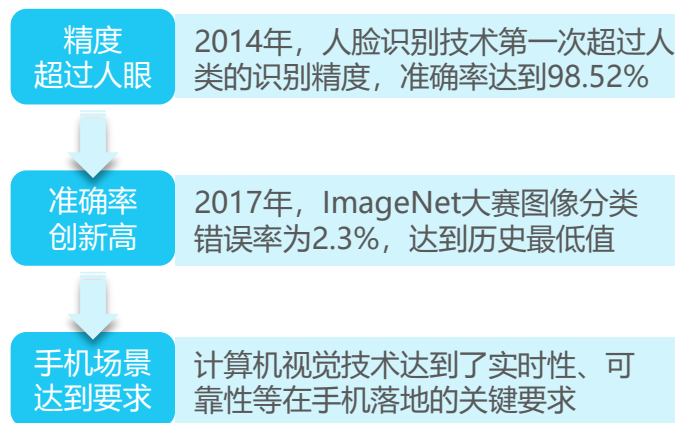 精度
超过人眼
2014年，人脸识别技术第一次超过人
类的识别精度，准确率达到98.52%
准确率
创新高
2017年，ImageNet大赛图像分类
错误率为2.3%，达到历史最低值
手机场景
达到要求
计算机视觉技术达到了实时性、可
靠性等在手机落地的关键要求